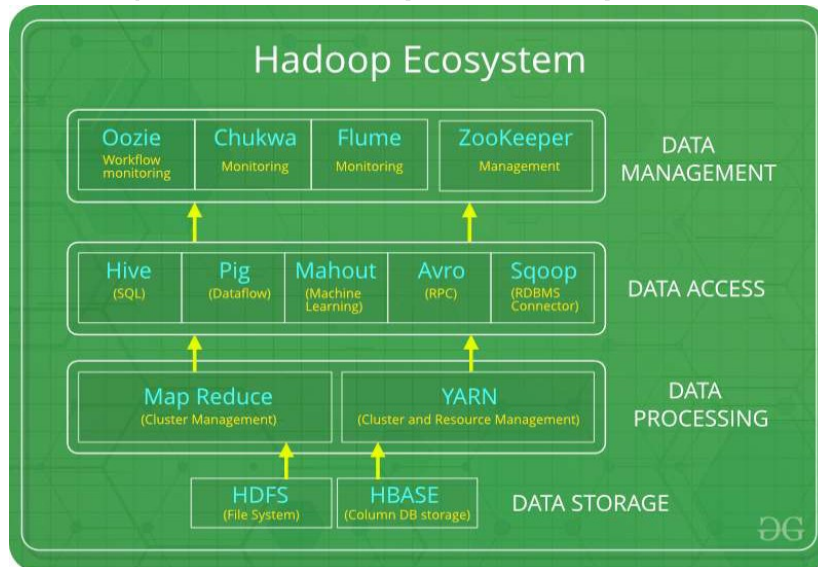 Hadoop Ecosystem
Oozie
Workflow
monitoring
Chukwa
Monitoring
Flume
Monitoring
ZooKeeper
Management
DATA
MANAGEMENT
Hive
(SQL)
Pig
(Dataflow)
Mahout
(Machine
Learning)
Avro
(RPC)
Sqoop
(RDBMS
Connector)
DATA ACCESS
Map Reduce
(Cluster Management)
YARN
(Cluster and Resource Management)
DATA
PROCESSING
HDFS
(File System)
HBASE
(Column DB storage)
DATA STORAGE